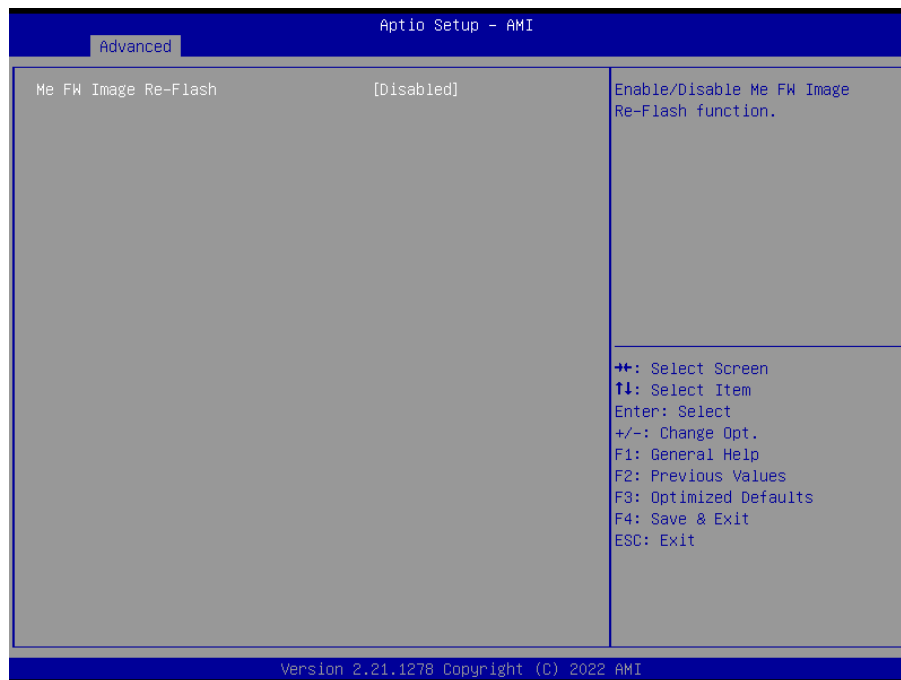 Aptio Setup – AMI
Advanced
Me FW Image Re-Flash [Disabled]
Enable/Disable Me FW Image
Re-Flash function.
→←: Select Screen
↑↓: Select Item
Enter: Select
+/-: Change Opt.
F1: General Help
F2: Previous Values
F3: Optimized Defaults
F4: Save & Exit
ESC: Exit
Version 2.21.1278 Copyright (C) 2022 AMI